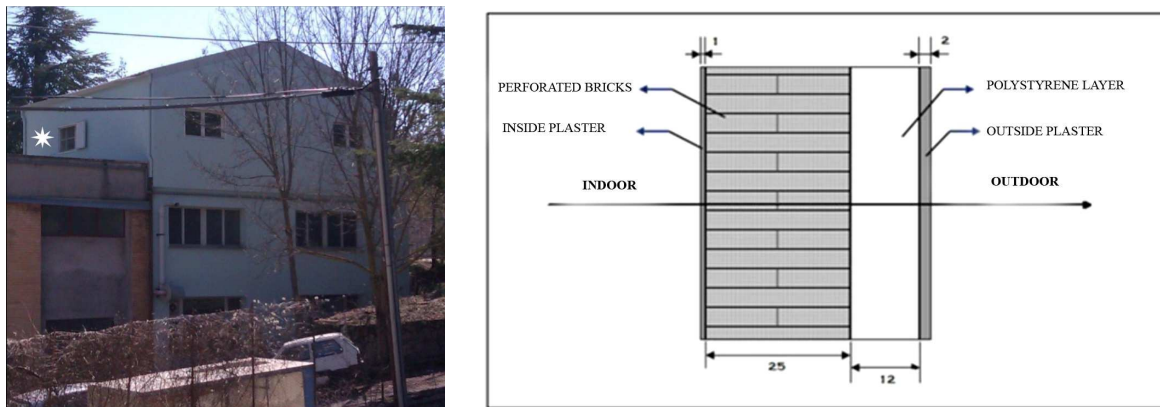 1
2
PERFORATED BRICKS
POLYSTYRENE LAYER
INSIDE PLASTER
OUTSIDE PLASTER
INDOOR
OUTDOOR
25
12